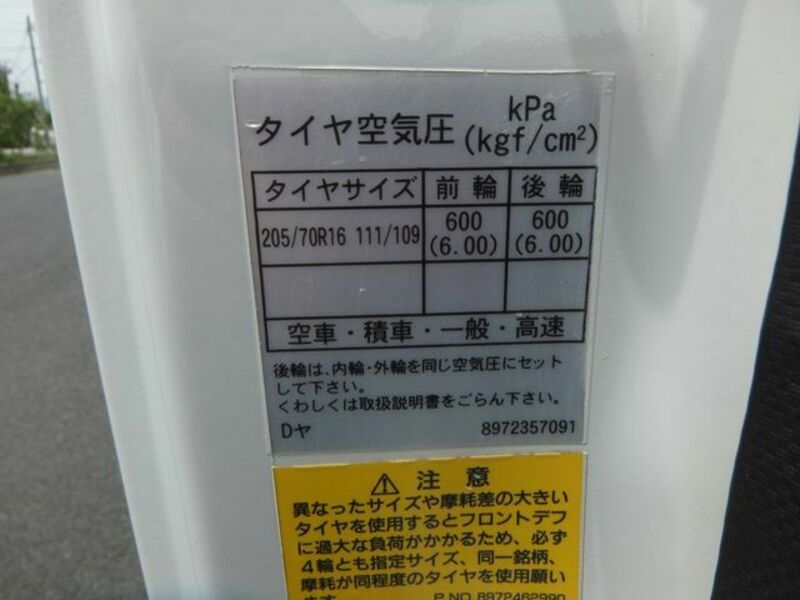 タイヤ空気圧 kPa
(kgf/cm²)
タイヤサイズ 前輪 後輪
205/70R16 111/109 600 600
(6.00) (6.00)
空車・積車・一般・高速
後輪は、内輪・外輪を同じ空気圧にセット
して下さい。
くわしくは取扱説明書をごらん下さい。
Dヤ 8972357091
⚠ 注意
異なったサイズや摩耗差の大きい
タイヤを使用するとフロントデフ
に過大な負荷がかかるため、必ず
4輪とも指定サイズ、同一銘柄、
摩耗が同程度のタイヤを使用願い
ます P.NO.8972482990